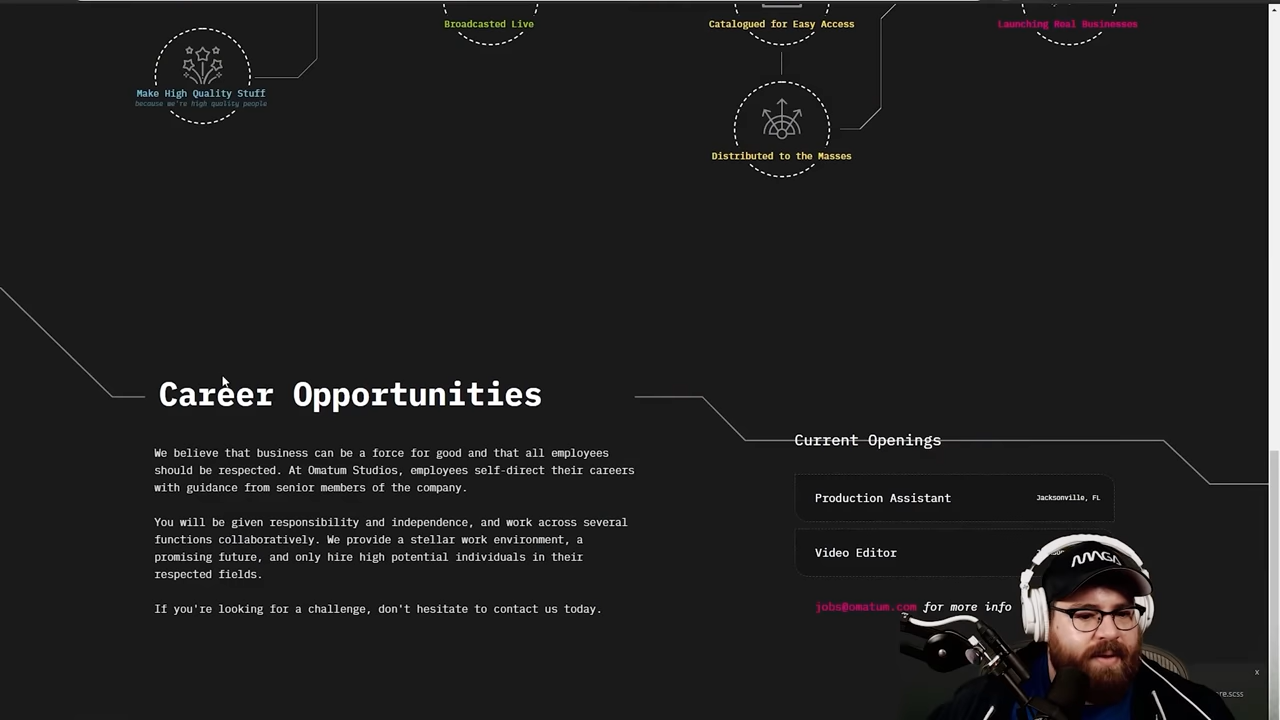 Broadcasted Live
Catalogued for Easy Access
Launching Real Businesses
Make High Quality Stuff
because we're high quality people
Distributed to the Masses
Career Opportunities
We believe that business can be a force for good and that all employees
should be respected. At Omatum Studios, employees self-direct their careers
with guidance from senior members of the company.
You will be given responsibility and independence, and work across several
functions collaboratively. We provide a stellar work environment, a
promising future, and only hire high potential individuals in their
respected fields.
If you're looking for a challenge, don't hesitate to contact us today.
Current Openings
Production Assistant
Jacksonville, FL
Video Editor
jobs@omatum.com for more info
x